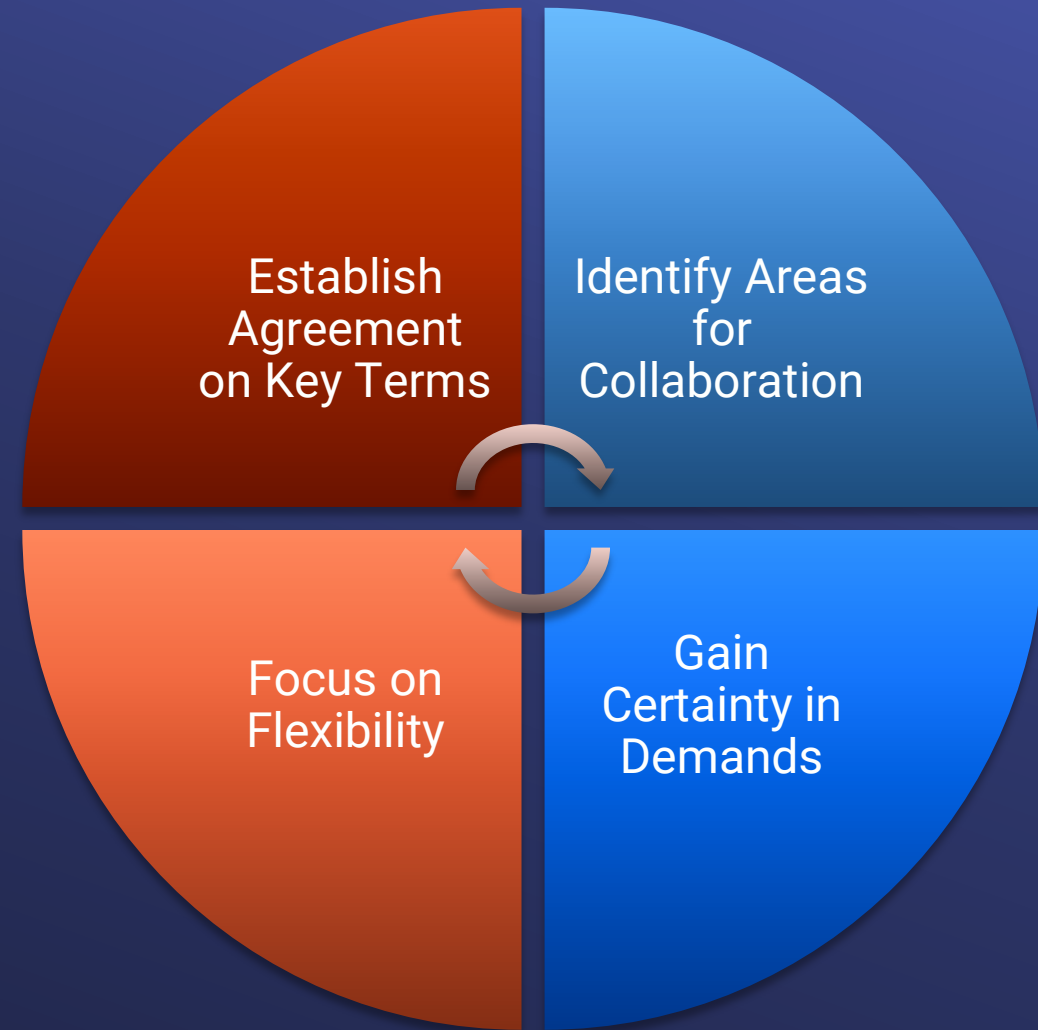 Establish
Agreement
on Key Terms
Identify Areas
for
Collaboration
Focus on
Flexibility
Gain
Certainty in
Demands